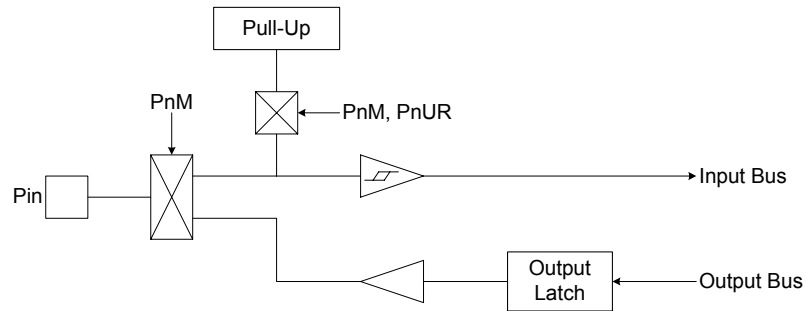 Pull-Up
PnM
PnM, PnUR
Pin
Input Bus
Output
Latch
Output Bus